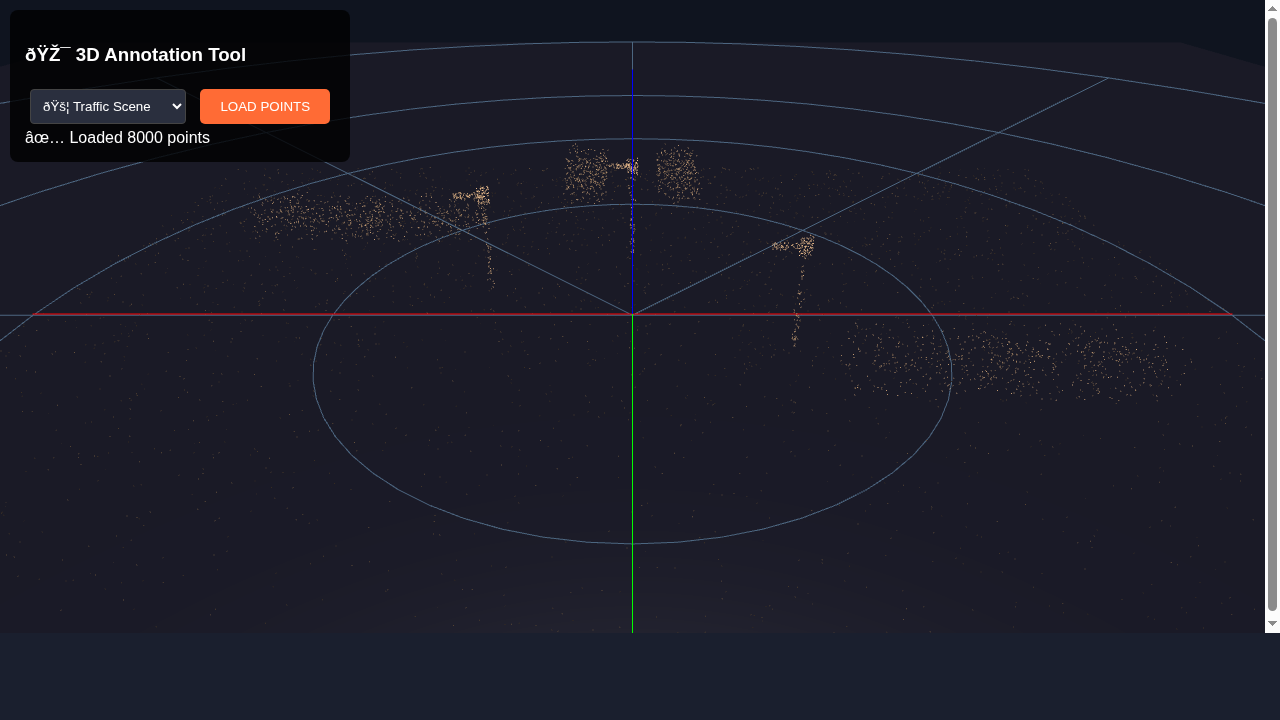 ðŸŽ¯ 3D Annotation Tool
ðŸš¦ Traffic Scene
LOAD POINTS
âœ… Loaded 8000 points